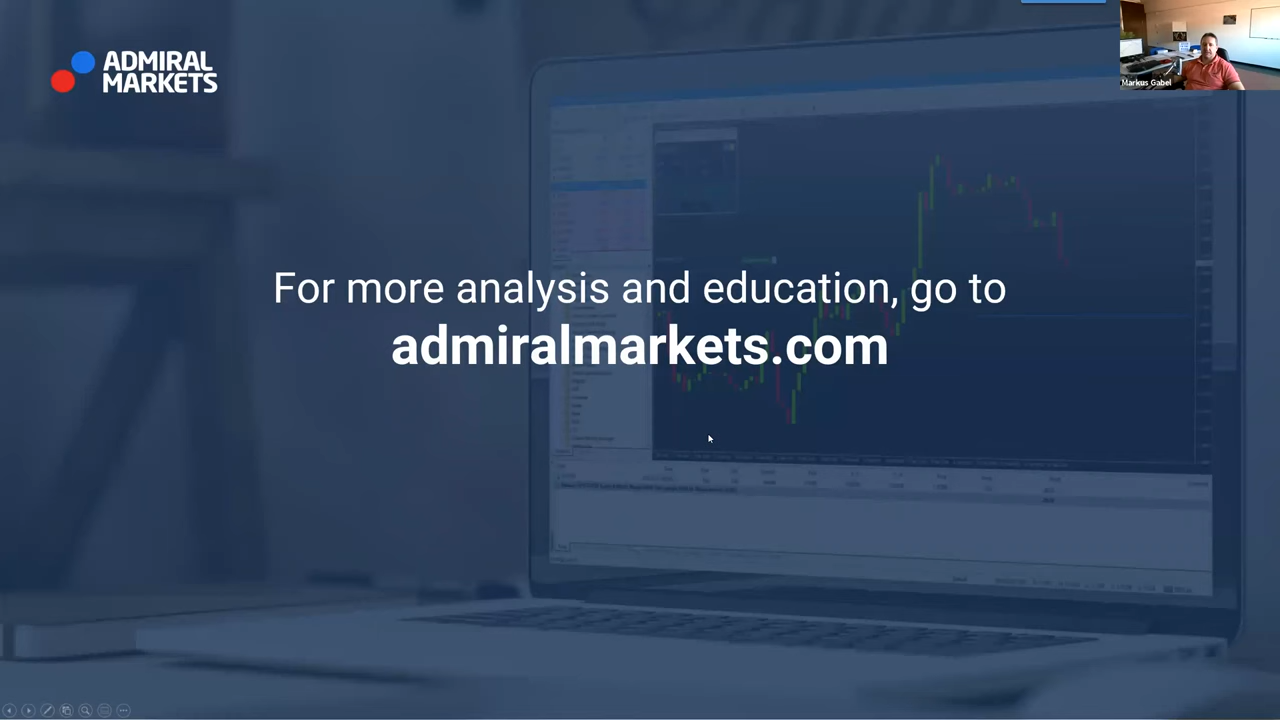 ADMIRAL
MARKETS
Markus Gabel
For more analysis and education, go to
admiralmarkets.com